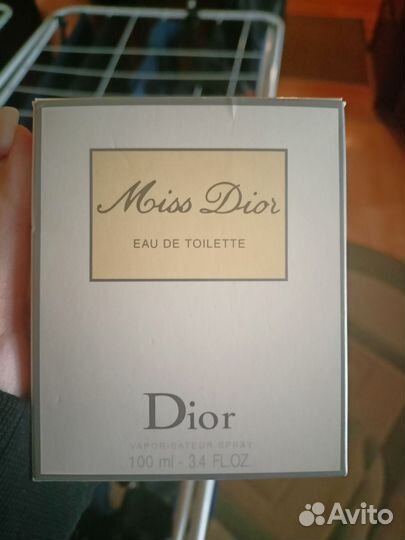 Miss Dior
EAU DE TOILETTE
Dior
VAPORISATEUR SPRAY
100 ml - 3.4 FL.OZ.
Avito